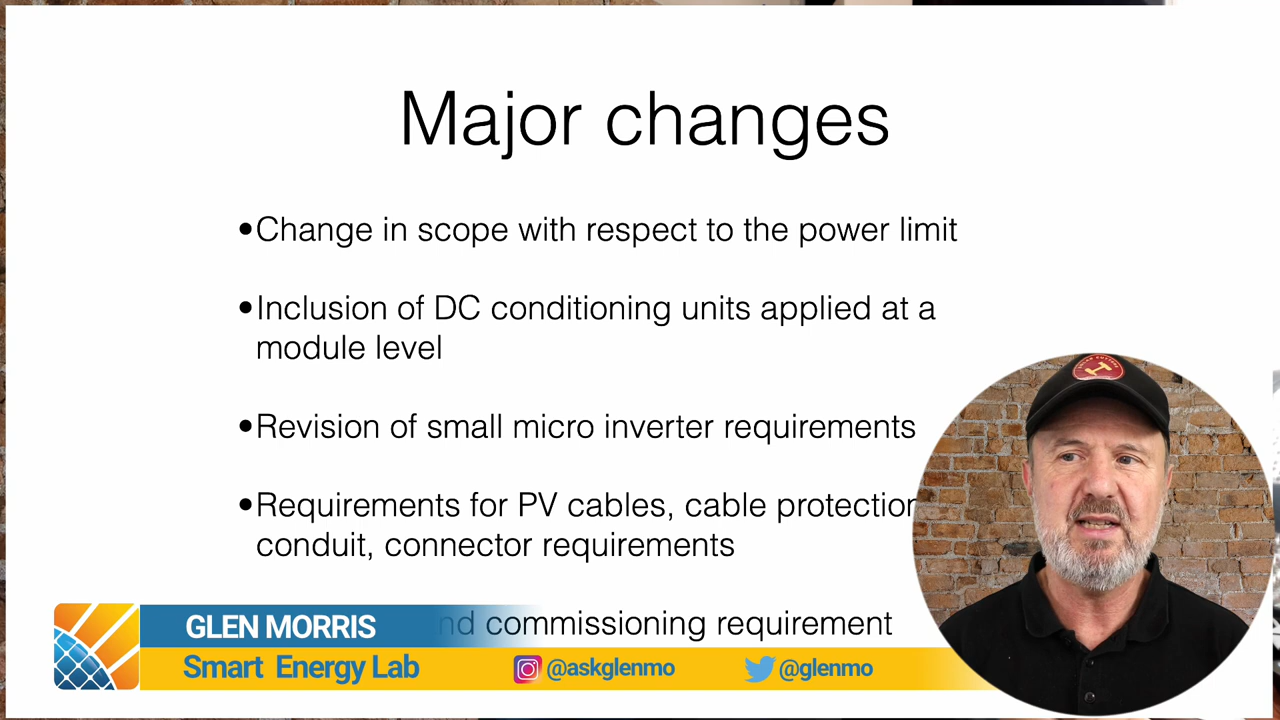 Major changes
•Change in scope with respect to the power limit
•Inclusion of DC conditioning units applied at a
module level
•Revision of small micro inverter requirements
•Requirements for PV cables, cable protection
conduit, connector requirements
commissioning requirement
GLEN MORRIS
Smart Energy Lab
@askglenmo
@glenmo